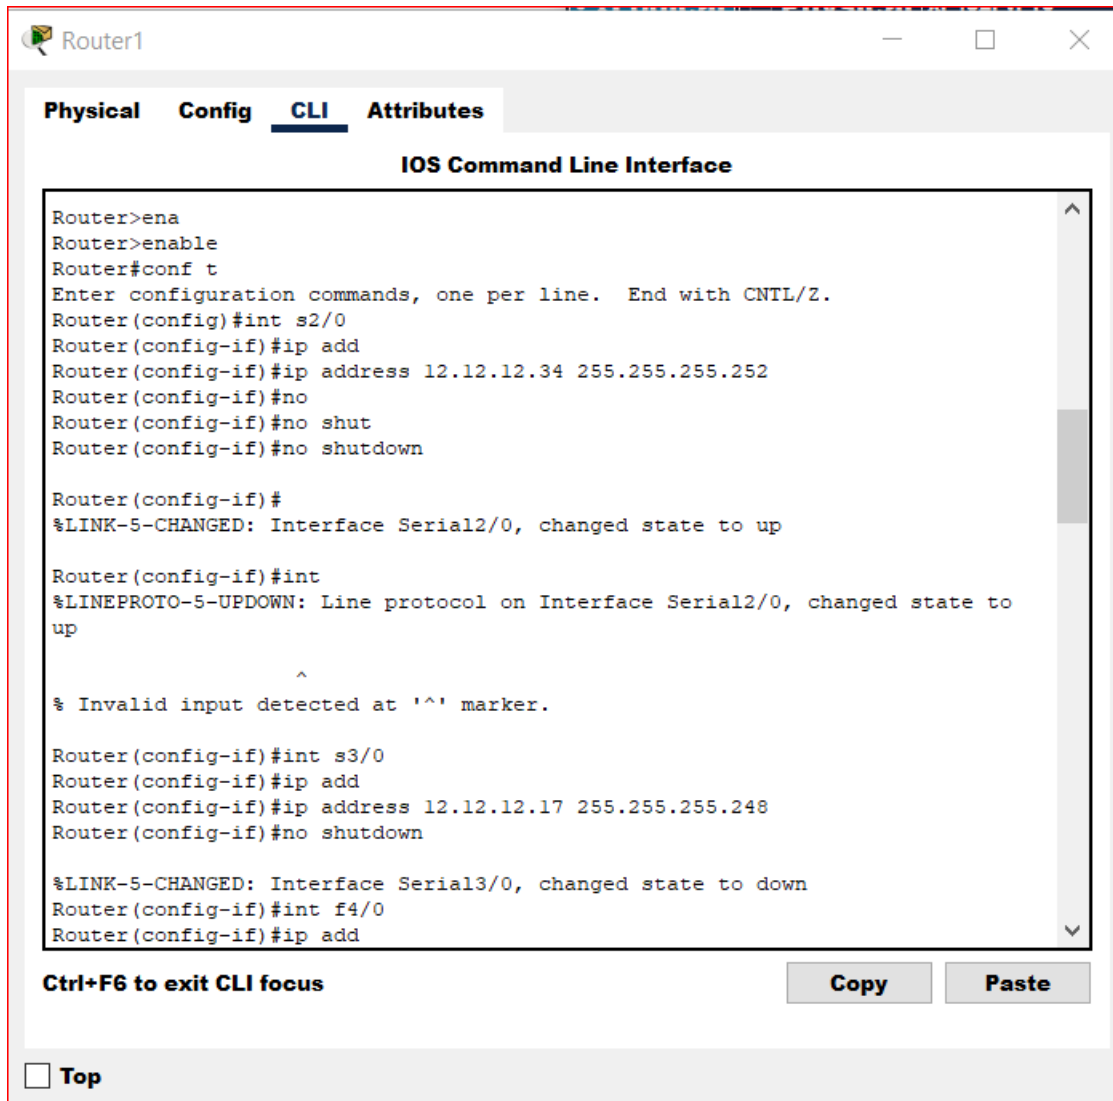 Router1
Physical Config CLI Attributes
IOS Command Line Interface
Router>ena
Router>enable
Router#conf t
Enter configuration commands, one per line.  End with CNTL/Z.
Router(config)#int s2/0
Router(config-if)#ip add
Router(config-if)#ip address 12.12.12.34 255.255.255.252
Router(config-if)#no
Router(config-if)#no shut
Router(config-if)#no shutdown
Router(config-if)#
%LINK-5-CHANGED: Interface Serial2/0, changed state to up
Router(config-if)#int
%LINEPROTO-5-UPDOWN: Line protocol on Interface Serial2/0, changed state to
up
^
% Invalid input detected at '^' marker.
Router(config-if)#int s3/0
Router(config-if)#ip add
Router(config-if)#ip address 12.12.12.17 255.255.255.248
Router(config-if)#no shutdown
%LINK-5-CHANGED: Interface Serial3/0, changed state to down
Router(config-if)#int f4/0
Router(config-if)#ip add
Ctrl+F6 to exit CLI focus
Copy Paste
Top